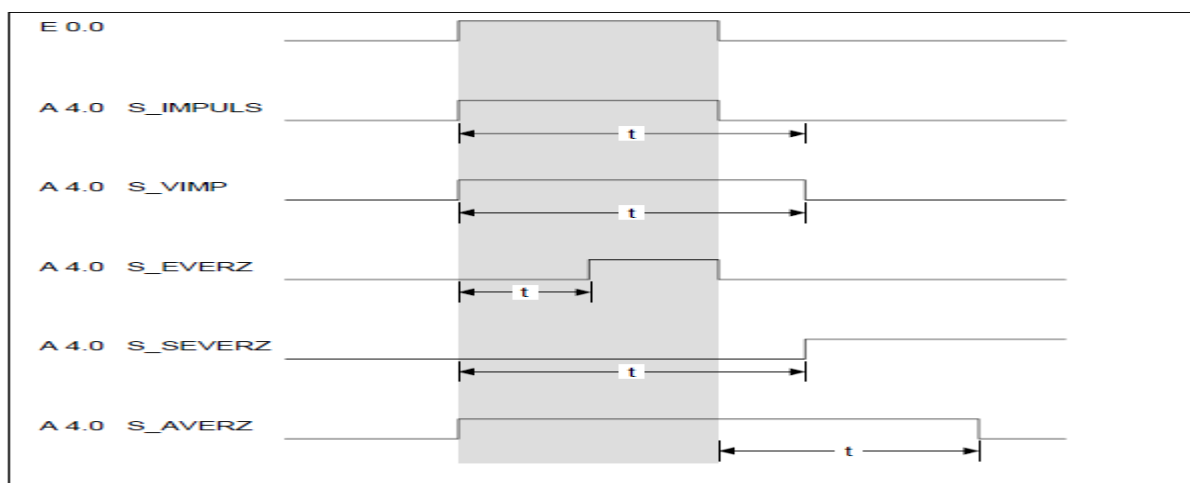 E 0.0
A 4.0 S_IMPULS
t
A 4.0 S_VIMP
t
A 4.0 S_EVERZ
t
A 4.0 S_SEVERZ
t
A 4.0 S_AVERZ
t